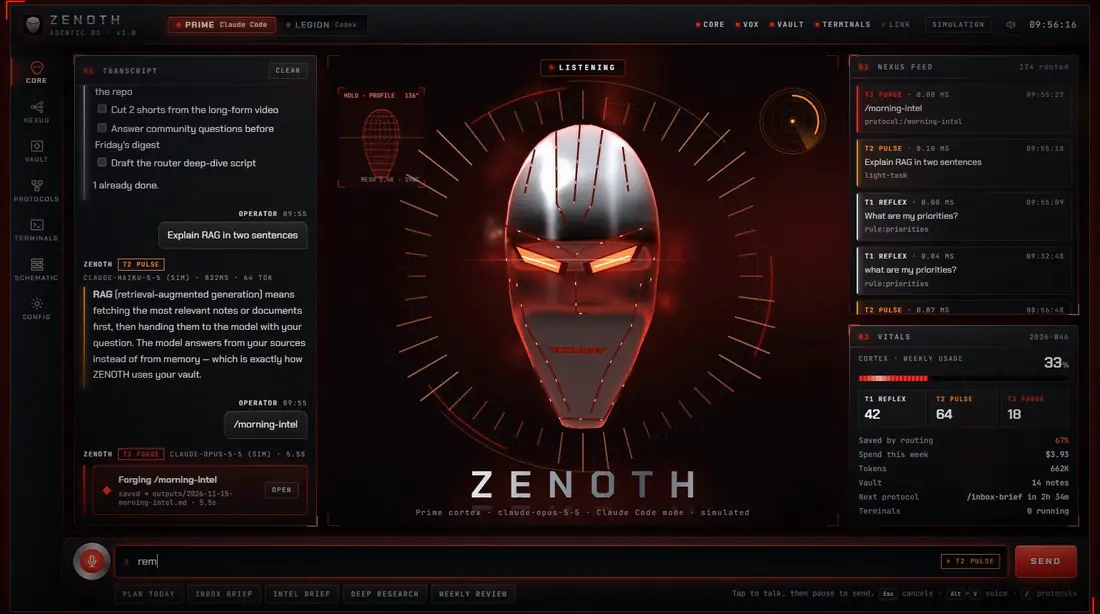 ZENOTH
AGENTIC OS · v1.0
PRIME Claude Code
LEGION Codex
CORE
VOX
VAULT
TERMINALS
LINK
SIMULATION
09:56:16
CORE
NEXUS
VAULT
PROTOCOLS
TERMINALS
SCHEMATIC
CONFIG
TRANSCRIPT
CLEAR
the repo
Cut 2 shorts from the long-form video
Answer community questions before
Friday's digest
Draft the router deep-dive script
1 already done.
OPERATOR 09:55
Explain RAG in two sentences
ZENOTH T2 PULSE
CLAUDE-HAIKU-5-5 (SIM) · 822MS · 64 TOK
RAG (retrieval-augmented generation) means
fetching the most relevant notes or documents
first, then handing them to the model with your
question. The model answers from your sources
instead of from memory — which is exactly how
ZENOTH uses your vault.
OPERATOR 09:55
/morning-intel
ZENOTH T3 FORGE CLAUDE-OPUS-5-5 (SIM) · 5.5S
Forging /morning-intel
saved → outputs/2026-11-15-
morning-intel.md · 5.5s
OPEN
LISTENING
HOLO · PROFILE 136°
MESH 2.4K · SYNC
ZENOTH
Prime cortex · claude-opus-5-5 · Claude Code mode · simulated
02 NEXUS FEED
124 routed
T3 FORGE · 0.00 MS 09:55:27
/morning-intel
protocol:/morning-intel
T2 PULSE · 0.10 MS 09:55:18
Explain RAG in two sentences
light-task
T1 REFLEX · 0.00 MS 09:55:09
What are my priorities?
rule:priorities
T1 REFLEX · 0.04 MS 09:32:48
what are my priorities?
rule:priorities
T2 PULSE · 0.07 MS 08:56:48
03 VITALS
2026-W46
CORTEX · WEEKLY USAGE
33%
T1 REFLEX
42
T2 PULSE
64
T3 FORGE
18
Saved by routing 67%
Spend this week $3.93
Tokens 662K
Vault 14 notes
Next protocol /inbox-brief in 2h 34m
Terminals 0 running
rem
T2 PULSE
SEND
PLAN TODAY
INBOX BRIEF
INTEL BRIEF
DEEP RESEARCH
WEEKLY REVIEW
Tap to talk, then pause to send. Esc cancels · Alt + V voice · / protocols